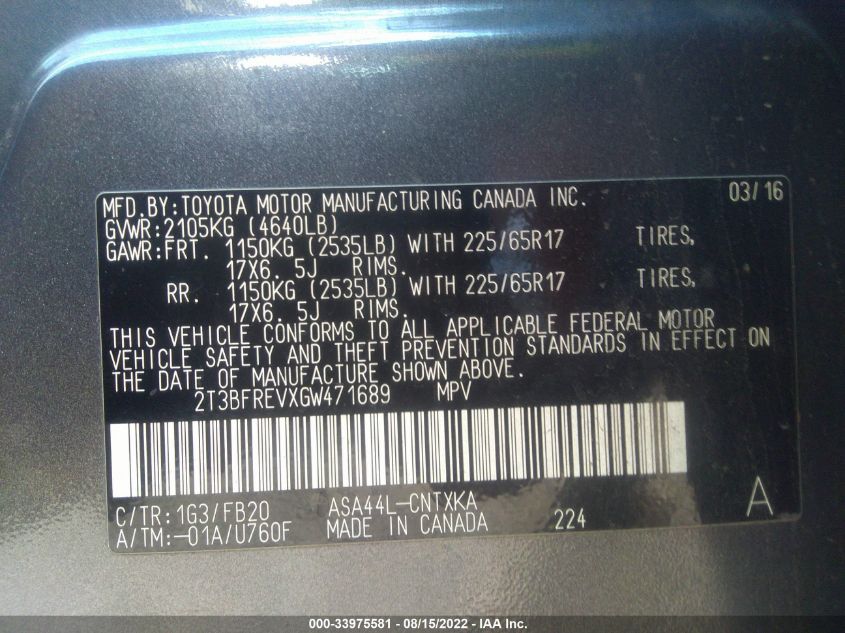 MFD.BY:TOYOTA MOTOR MANUFACTURING CANADA INC. 03/16
GVWR:2105KG (4640LB)
GAWR:FRT. 1150KG (2535LB) WITH 225/65R17 TIRES,
17X6. 5J RIMS.
RR. 1150KG (2535LB) WITH 225/65R17 TIRES,
17X6. 5J RIMS.
THIS VEHICLE CONFORMS TO ALL APPLICABLE FEDERAL MOTOR
VEHICLE SAFETY AND THEFT PREVENTION STANDARDS IN EFFECT ON
THE DATE OF MANUFACTURE SHOWN ABOVE.
2T3BFREVXGW471689 MPV
C/TR:1G3/FB20 ASA44L-CNTXKA A
A/TM:-01A/U760F MADE IN CANADA 224
000-33975581 - 08/15/2022 - IAA Inc.